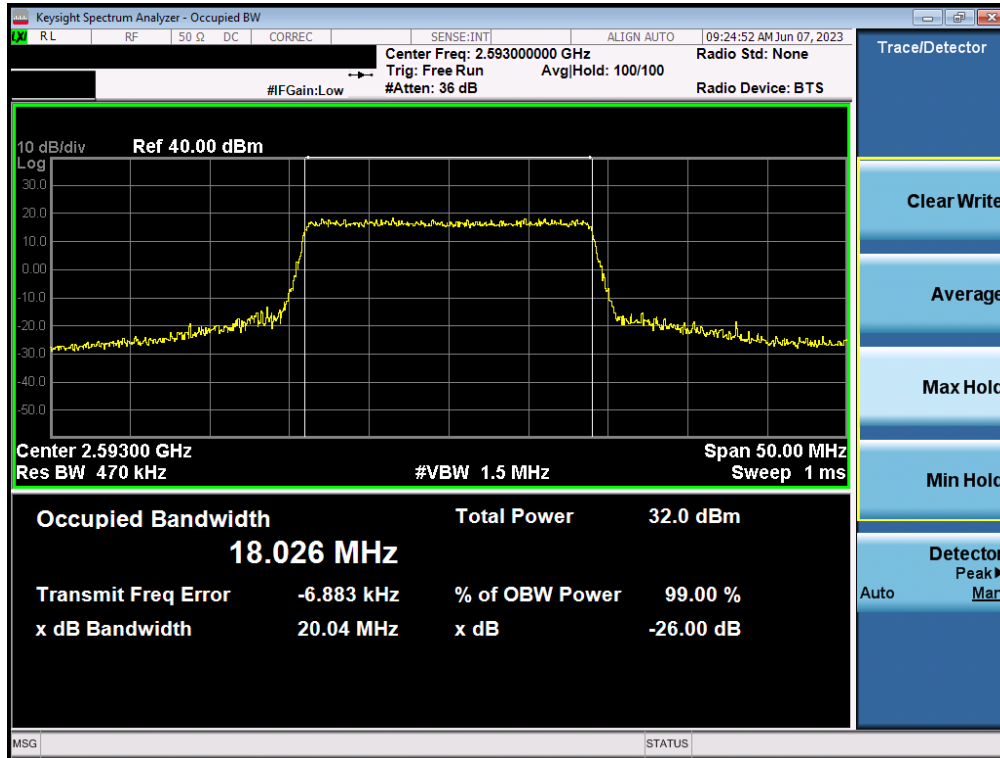 Keysight Spectrum Analyzer - Occupied BW
LXI RL RF 50 Ω DC CORREC SENSE:INT ALIGN AUTO 09:24:52 AM Jun 07, 2023
Center Freq: 2.593000000 GHz Radio Std: None
Trig: Free Run Avg|Hold: 100/100
#IFGain:Low #Atten: 36 dB Radio Device: BTS
Trace/Detector
10 dB/div Ref 40.00 dBm
Log
30.0
20.0
10.0
0.00
-10.0
-20.0
-30.0
-40.0
-50.0
Center 2.59300 GHz Span 50.00 MHz
Res BW 470 kHz #VBW 1.5 MHz Sweep 1 ms
Occupied Bandwidth Total Power 32.0 dBm
18.026 MHz
Transmit Freq Error -6.883 kHz % of OBW Power 99.00 %
x dB Bandwidth 20.04 MHz x dB -26.00 dB
Clear Write
Average
Max Hold
Min Hold
Detector
Peak▶
Auto Man
MSG STATUS